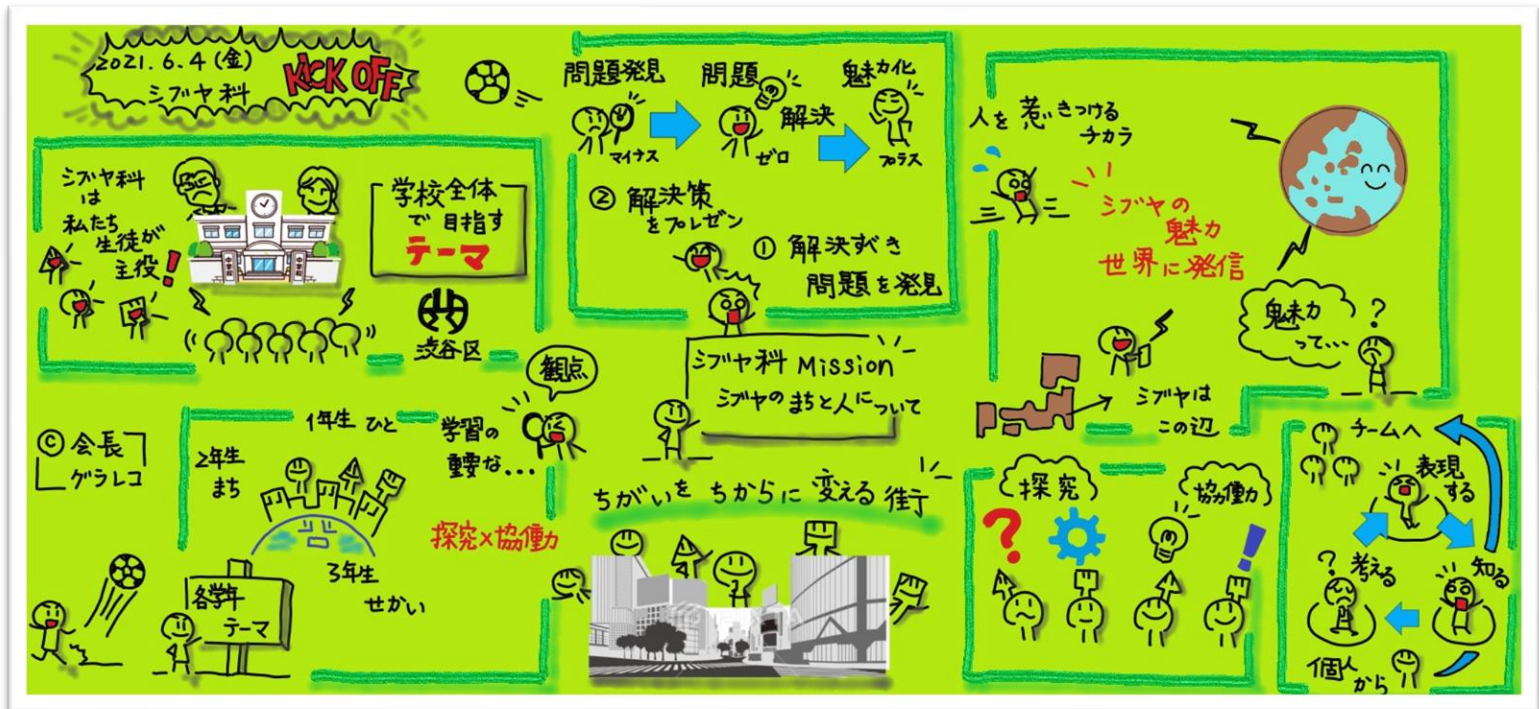 2021.6.4(金)
シブヤ科
KICK OFF
シブヤ科
は
私たち
生徒が
主役!
学校全体
で目指す
テーマ
渋谷区
問題発見
マイナス
問題
解決
ゼロ
魅力化
プラス
② 解決策
をプレゼン
① 解決すべき
問題を発見
シブヤ科 Mission
シブヤのまちと人について
人を惹きつける
チカラ
シブヤの
魅力
世界に発信
魅力
って…
?
シブヤは
この辺
© 会長
グラレコ
1年生 ひと
2年生
まち
3年生
せかい
各学年
テーマ
観点
学習の
重要な...
探究×協働
ちがいを ちからに 変える 街
探究
?
協働
!
チームへ
表現
する
知る
?
考える
個人
から